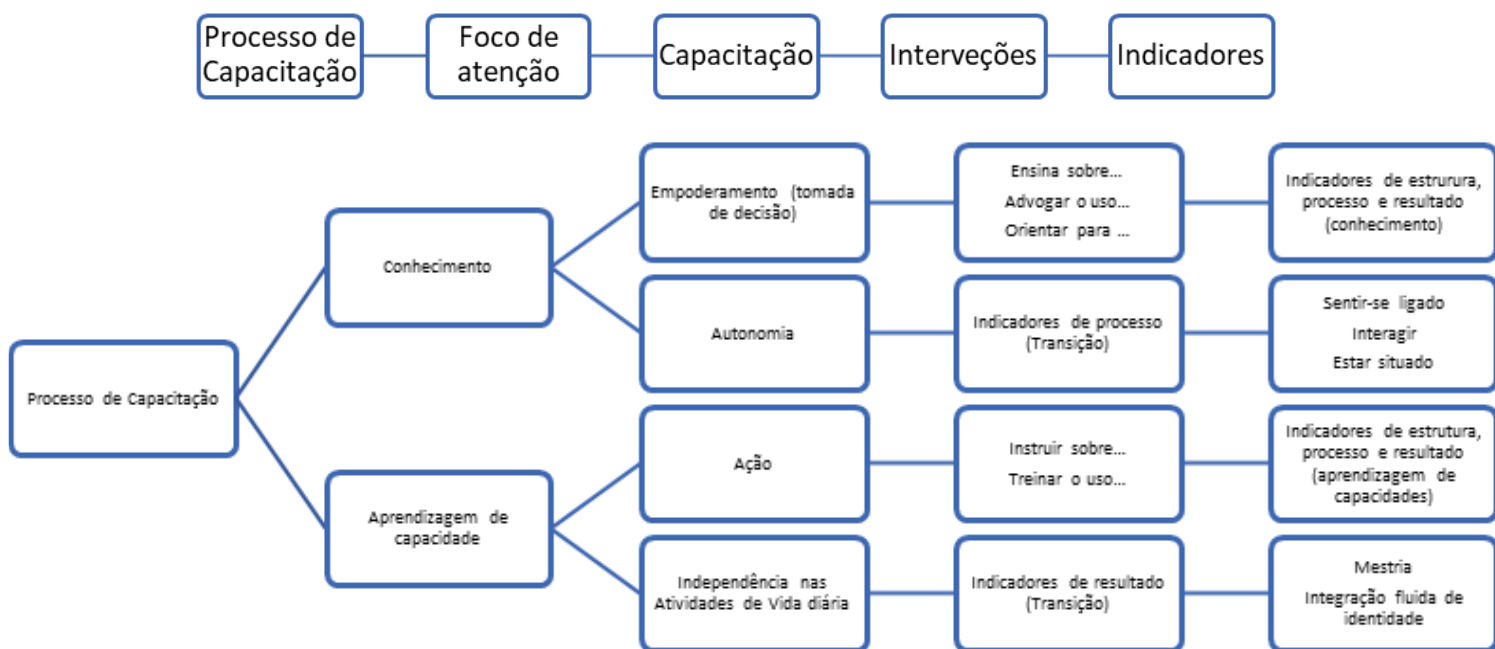 Processo de
Capacitação
Foco de
atenção
Capacitação
Interveções
Indicadores
Processo de Capacitação
Conhecimento
Empoderamento (tomada
de decisão)
Ensina sobre...
Advogar o uso...
Orientar para ...
Indicadores de estrurura,
processo e resultado
(conhecimento)
Autonomia
Indicadores de processo
(Transição)
Sentir-se ligado
Interagir
Estar situado
Aprendizagem de
capacidade
Ação
Instruir sobre...
Treinar o uso...
Indicadores de estrutura,
processo e resultado
(aprendizagem de
capacidades)
Independência nas
Atividades de Vida diária
Indicadores de resultado
(Transição)
Mestria
Integração fluida de
identidade